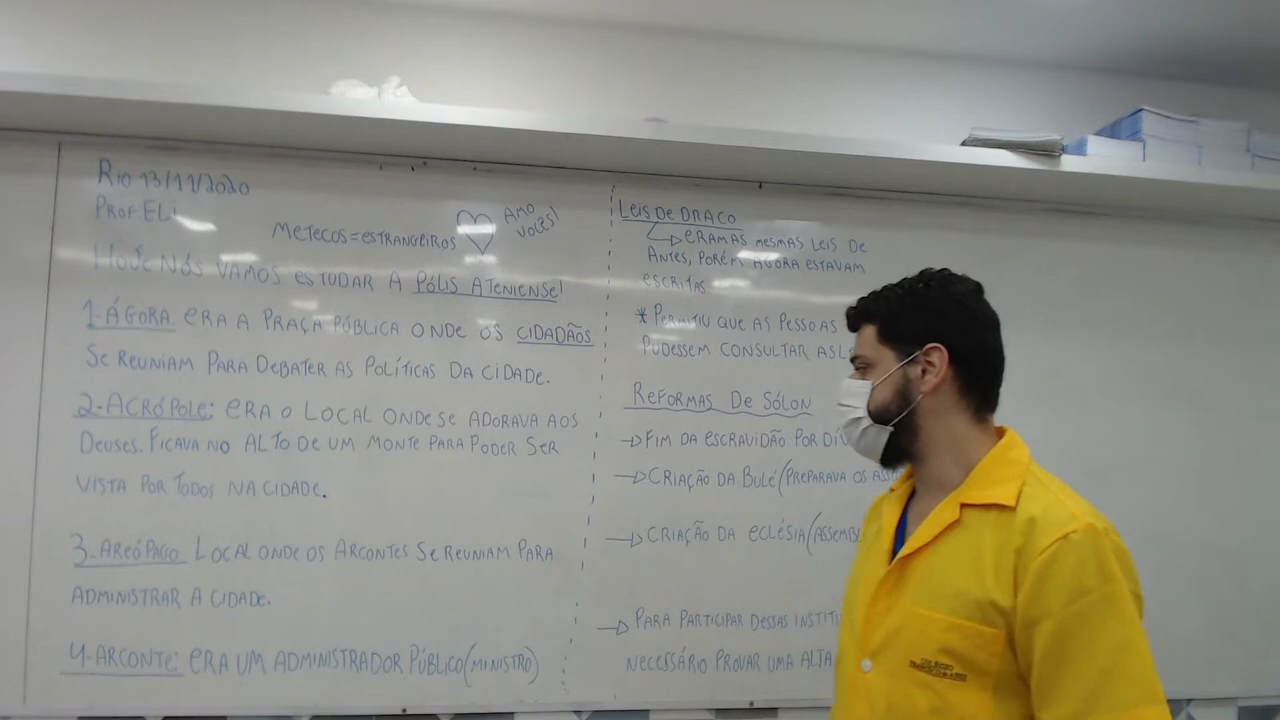 Rio 13/11/2020
Prof. Eli
Metecos = estrangeiros
Amo
vocês!
Hoje nós vamos estudar a Pólis Ateniense!
1- Ágora: era a praça pública onde os cidadãos
se reuniam para debater as políticas da cidade.
2- Acrópole: era o local onde se adorava aos
deuses. Ficava no alto de um monte para poder ser
vista por todos na cidade.
3- Areópago local onde os arcontes se reuniam para
administrar a cidade.
4- Arconte: era um administrador público (ministro)
Leis de Draco
→ eram as mesmas leis de
antes, porém agora estavam
escritas
* Permitiu que as pessoas
pudessem consultar as
Reformas de Sólon
→ Fim da escravidão por
→ Criação da Bulé (preparava os
→ Criação da Eclésia
→ Para participar dessas
necessário provar uma alta